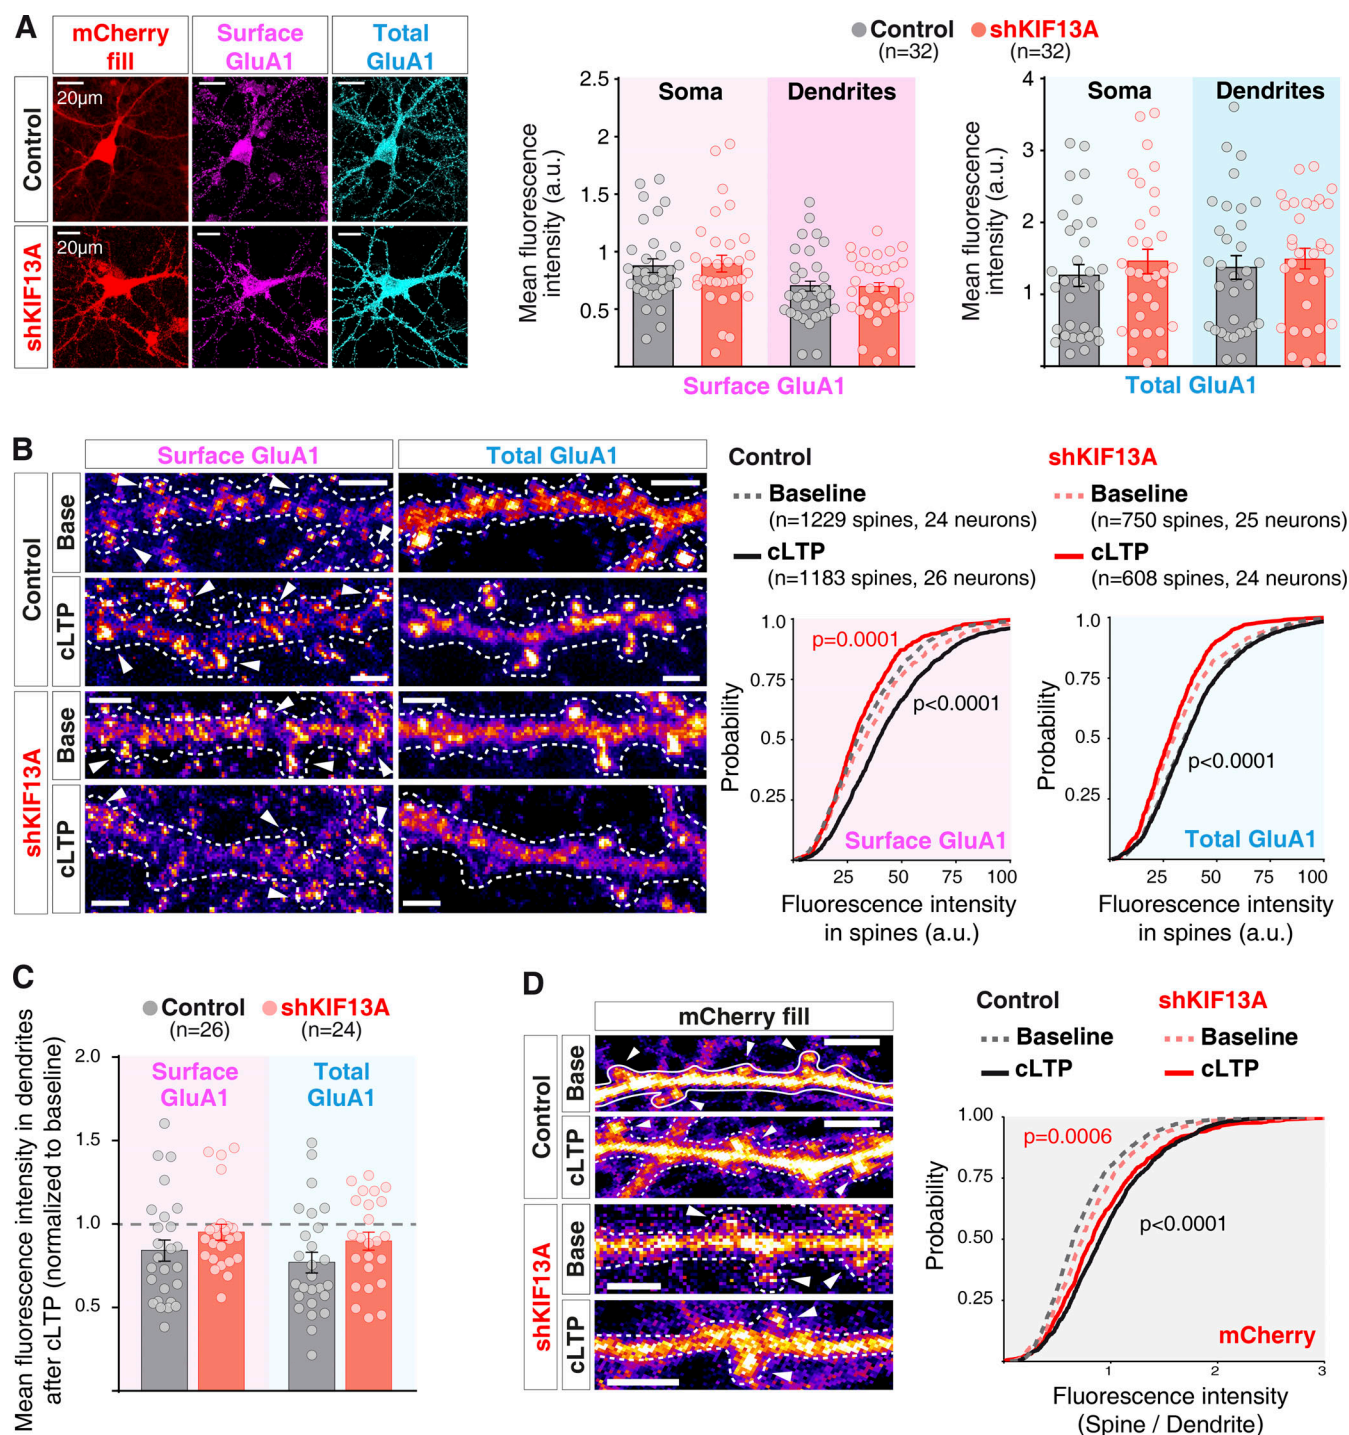 A
mCherry
fill
Surface
GluA1
Total
GluA1
Control
20µm
shKIF13A
20µm
Control
(n=32)
shKIF13A
(n=32)
Mean fluorescence
intensity (a.u.)
2.5
2
1.5
1
0.5
Soma
Dendrites
Surface GluA1
Mean fluorescence
intensity (a.u.)
4
3
2
1
Soma
Dendrites
Total GluA1
B
Surface GluA1
Total GluA1
Control
Base
cLTP
shKIF13A
Base
cLTP
Control
Baseline
(n=1229 spines, 24 neurons)
cLTP
(n=1183 spines, 26 neurons)
shKIF13A
Baseline
(n=750 spines, 25 neurons)
cLTP
(n=608 spines, 24 neurons)
Probability
1.0
0.75
0.5
0.25
p=0.0001
p<0.0001
Surface GluA1
25 50 75 100
Fluorescence intensity
in spines (a.u.)
Probability
1.0
0.75
0.5
0.25
p<0.0001
Total GluA1
25 50 75 100
Fluorescence intensity
in spines (a.u.)
C
Control
(n=26)
shKIF13A
(n=24)
Mean fluorescence intensity in dendrites
after cLTP (normalized to baseline)
2.0
1.5
1.0
0.5
Surface
GluA1
Total
GluA1
D
mCherry fill
Control
Base
cLTP
shKIF13A
Base
cLTP
Control
Baseline
cLTP
shKIF13A
Baseline
cLTP
Probability
1.00
0.75
0.50
0.25
p=0.0006
p<0.0001
mCherry
1 2 3
Fluorescence intensity
(Spine / Dendrite)